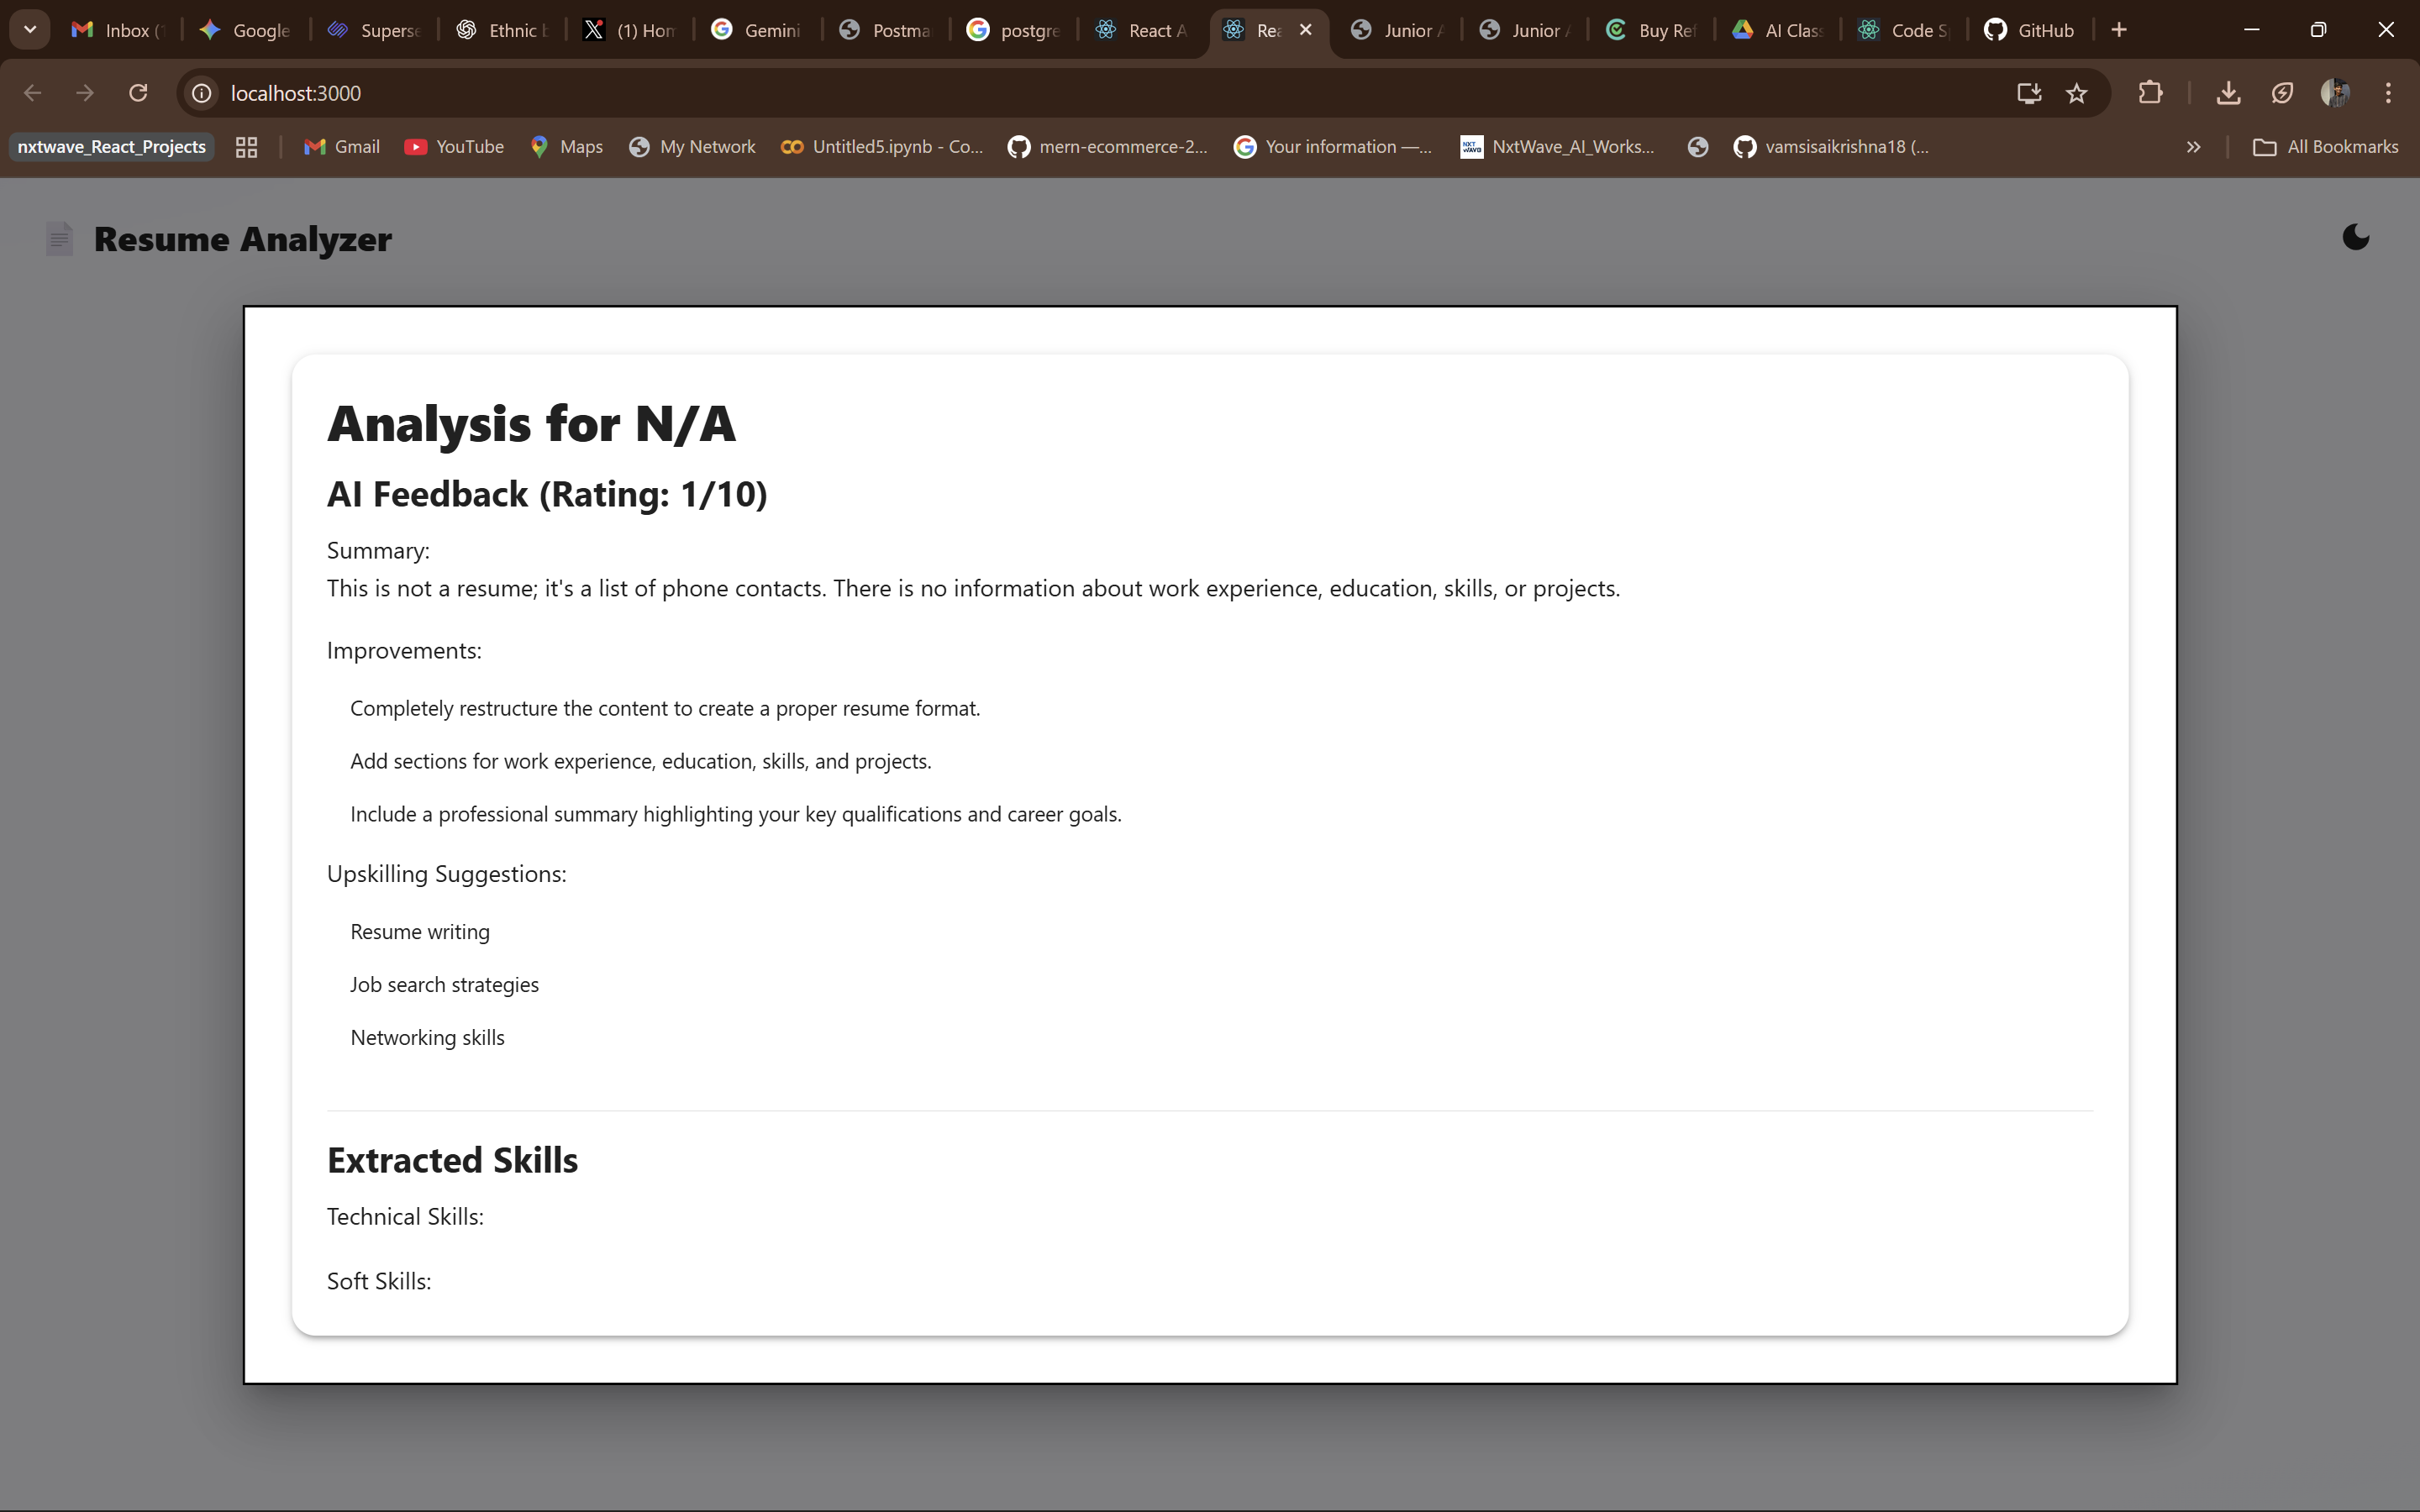 Inbox (
Google
Superse
Ethnic b
(1) Hom
Gemini
Postma
postgre
React A
Rea
Junior A
Junior A
Buy Ref
AI Class
Code Sp
GitHub
localhost:3000
nxtwave_React_Projects
Gmail
YouTube
Maps
My Network
Untitled5.ipynb - Co...
mern-ecommerce-2...
Your information —...
NXT WAVE
NxtWave_AI_Works...
vamsisaikrishna18 (...
All Bookmarks
Resume Analyzer
Analysis for N/A
AI Feedback (Rating: 1/10)
Summary:
This is not a resume; it's a list of phone contacts. There is no information about work experience, education, skills, or projects.
Improvements:
Completely restructure the content to create a proper resume format.
Add sections for work experience, education, skills, and projects.
Include a professional summary highlighting your key qualifications and career goals.
Upskilling Suggestions:
Resume writing
Job search strategies
Networking skills
Extracted Skills
Technical Skills:
Soft Skills: